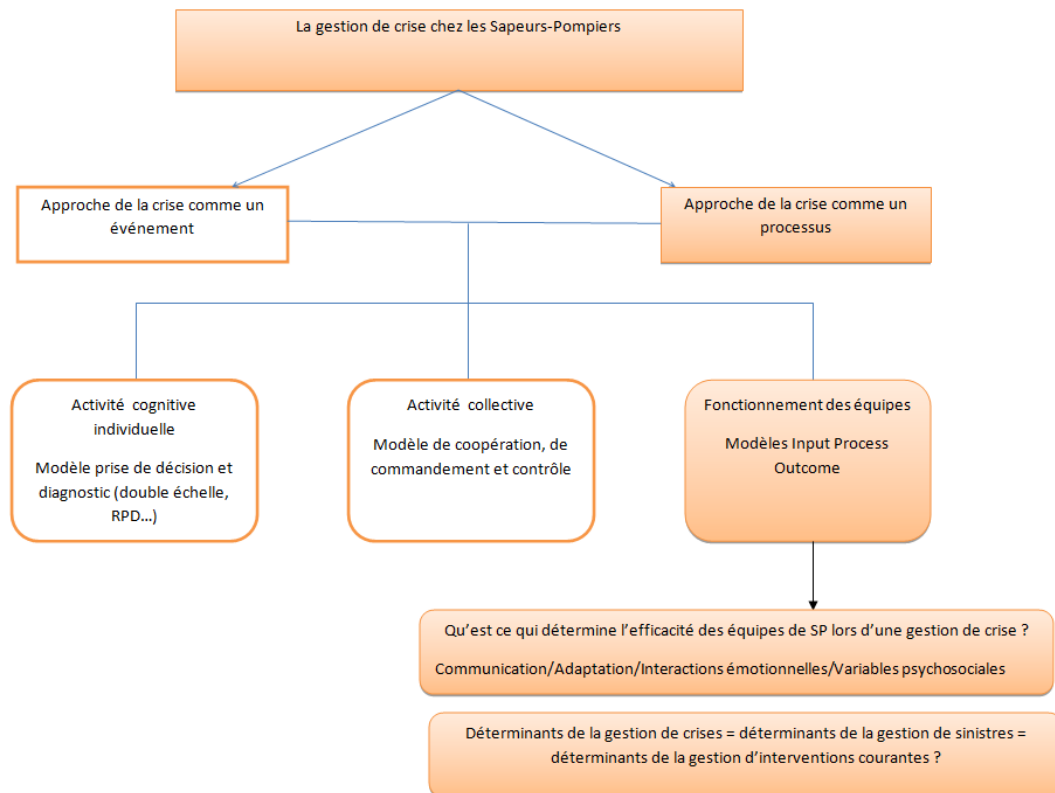 La gestion de crise chez les Sapeurs-Pompiers
Approche de la crise comme un
événement
Approche de la crise comme un
processus
Activité cognitive
individuelle
Modèle prise de décision et
diagnostic (double échelle,
RPD…)
Activité collective
Modèle de coopération, de
commandement et contrôle
Fonctionnement des équipes
Modèles Input Process
Outcome
Qu’est ce qui détermine l’efficacité des équipes de SP lors d’une gestion de crise ?
Communication/Adaptation/Interactions émotionnelles/Variables psychosociales
Déterminants de la gestion de crises = déterminants de la gestion de sinistres =
déterminants de la gestion d’interventions courantes ?